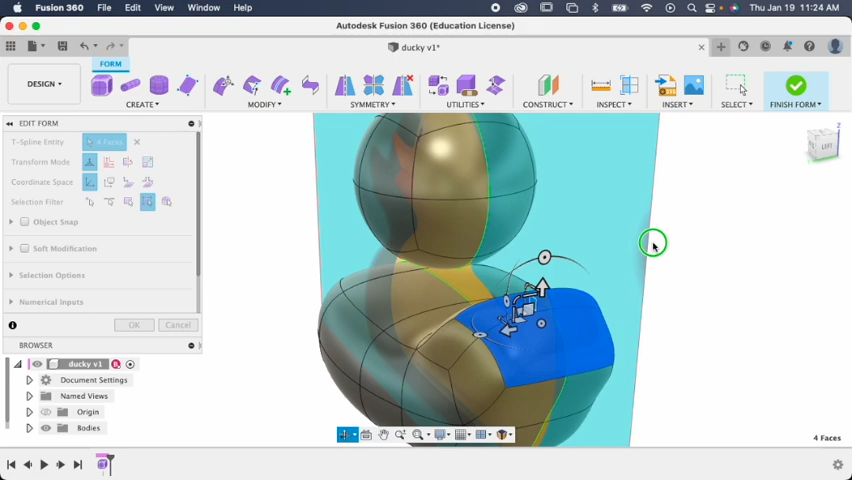 Fusion 360 File Edit View Window Help Thu Jan 19 11:24 AM
Autodesk Fusion 360 (Education License)
ducky v1*
FORM
DESIGN
CREATE MODIFY SYMMETRY UTILITIES CONSTRUCT INSPECT INSERT SELECT FINISH FORM
EDIT FORM
T-Spline Entity 4 Faces
Transform Mode
Coordinate Space
Selection Filter
Object Snap
Soft Modification
Selection Options
Numerical Inputs
OK Cancel
BROWSER
ducky v1
Document Settings
Named Views
Origin
Bodies
Z
LEFT
4 Faces